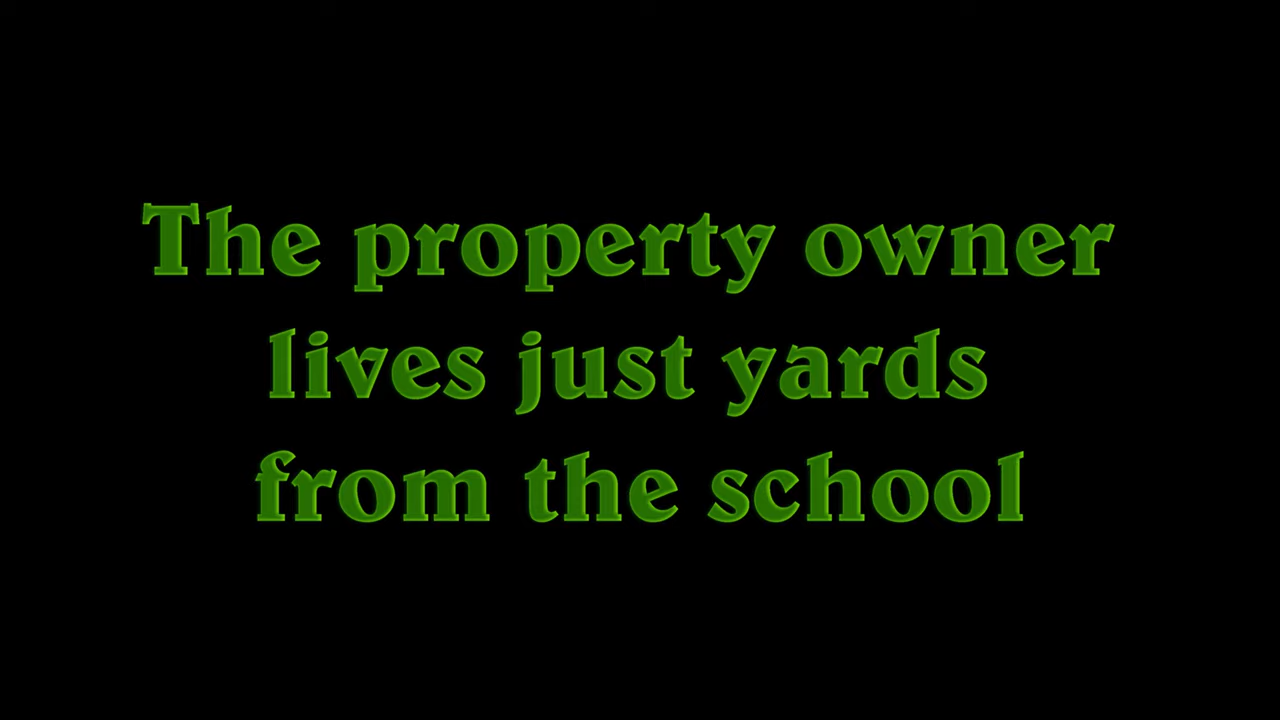 The property owner
lives just yards
from the school